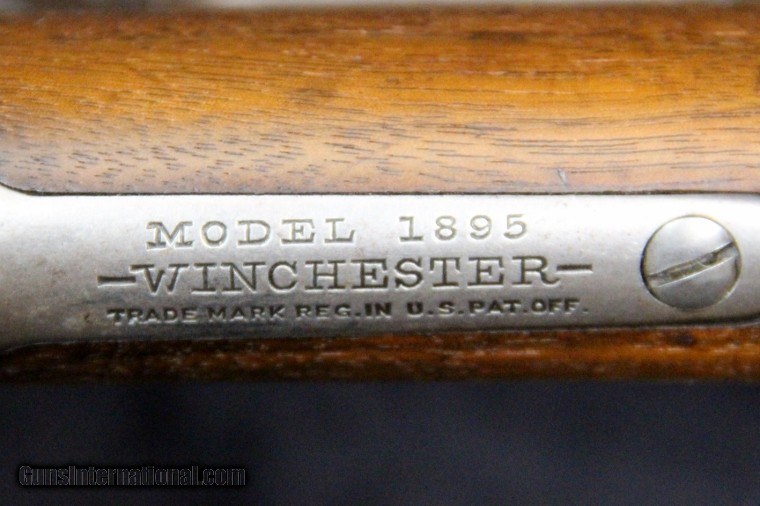 MODEL 1895
-WINCHESTER-
TRADE MARK REG. IN U.S. PAT. OFF.
GunsInternational.com